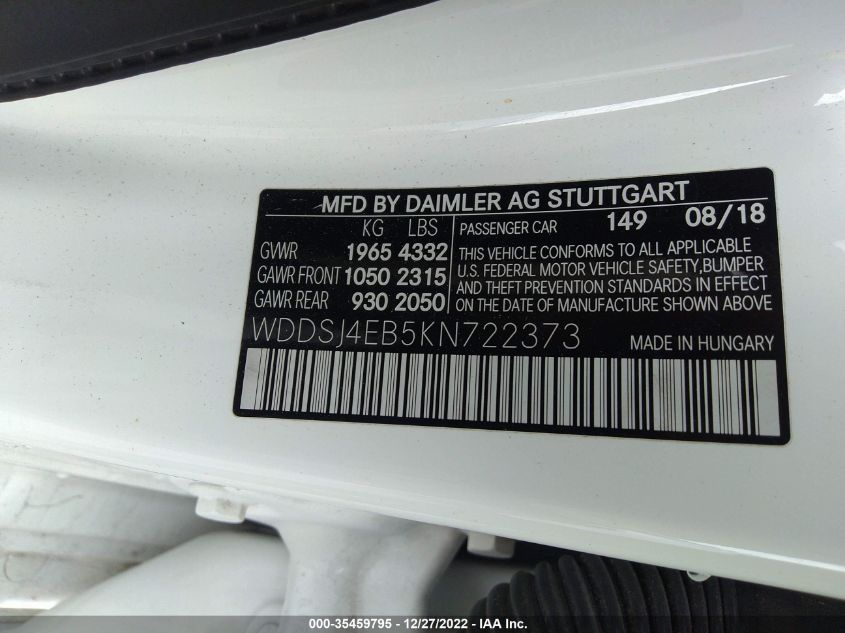 MFD BY DAIMLER AG STUTTGART
KG LBS
GVWR 1965 4332
GAWR FRONT 1050 2315
GAWR REAR 930 2050
PASSENGER CAR 149 08/18
THIS VEHICLE CONFORMS TO ALL APPLICABLE
U.S. FEDERAL MOTOR VEHICLE SAFETY,BUMPER
AND THEFT PREVENTION STANDARDS IN EFFECT
ON THE DATE OF MANUFACTURE SHOWN ABOVE
WDDSJ4EB5KN722373 MADE IN HUNGARY
000-35459795 - 12/27/2022 - IAA Inc.